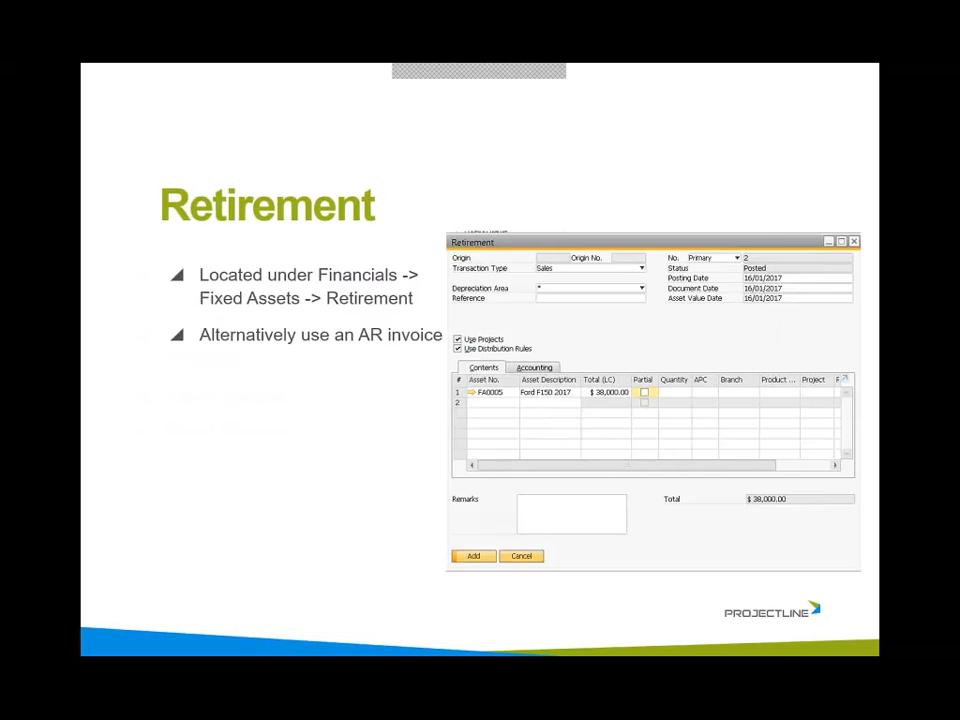 Retirement
Located under Financials ->
Fixed Assets -> Retirement
Alternatively use an AR invoice
Retirement
Origin Origin No. No. Primary 2
Transaction Type Sales Status Posted
Posting Date 16/01/2017
Depreciation Area * Document Date 16/01/2017
Reference Asset Value Date 16/01/2017
Use Projects
Use Distribution Rules
Contents Accounting
# Asset No. Asset Description Total (LC) Partial Quantity APC Branch Product ... Project F
1 FA0005 Ford F150 2017 $ 38,000.00
2
Remarks Total $ 38,000.00
Add Cancel
PROJECTLINE